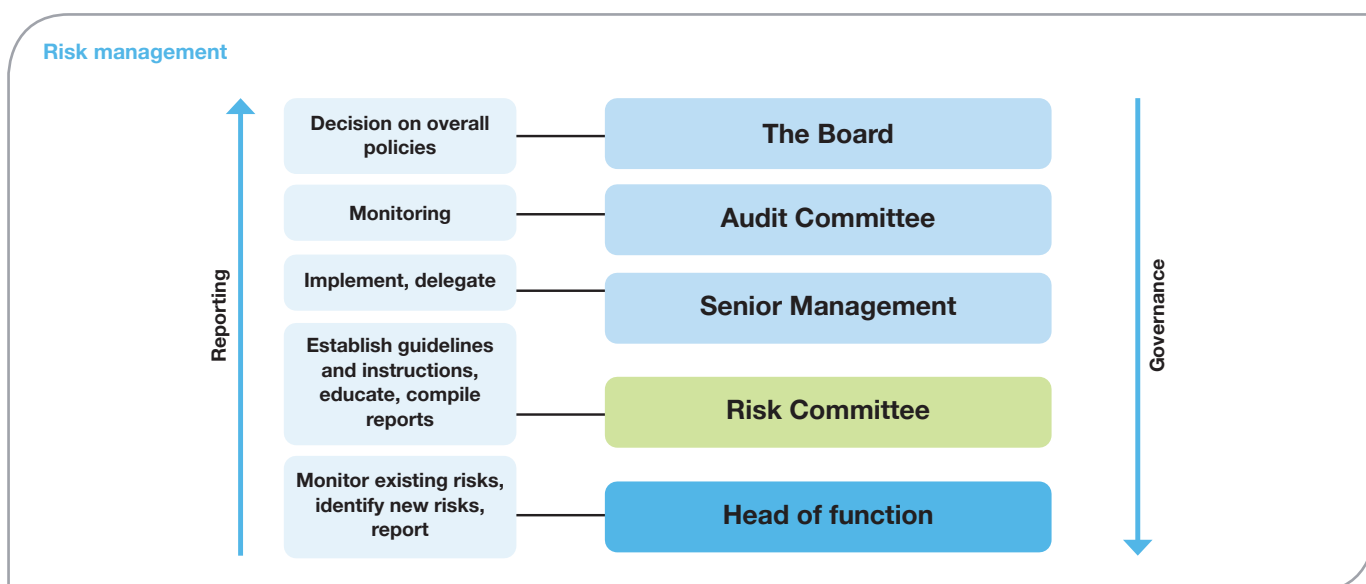 Risk management
Decision on overall
policies
The Board
Monitoring
Audit Committee
Implement, delegate
Senior Management
Establish guidelines
and instructions,
educate, compile
reports
Risk Committee
Monitor existing risks,
identify new risks,
report
Head of function
Reporting
Governance